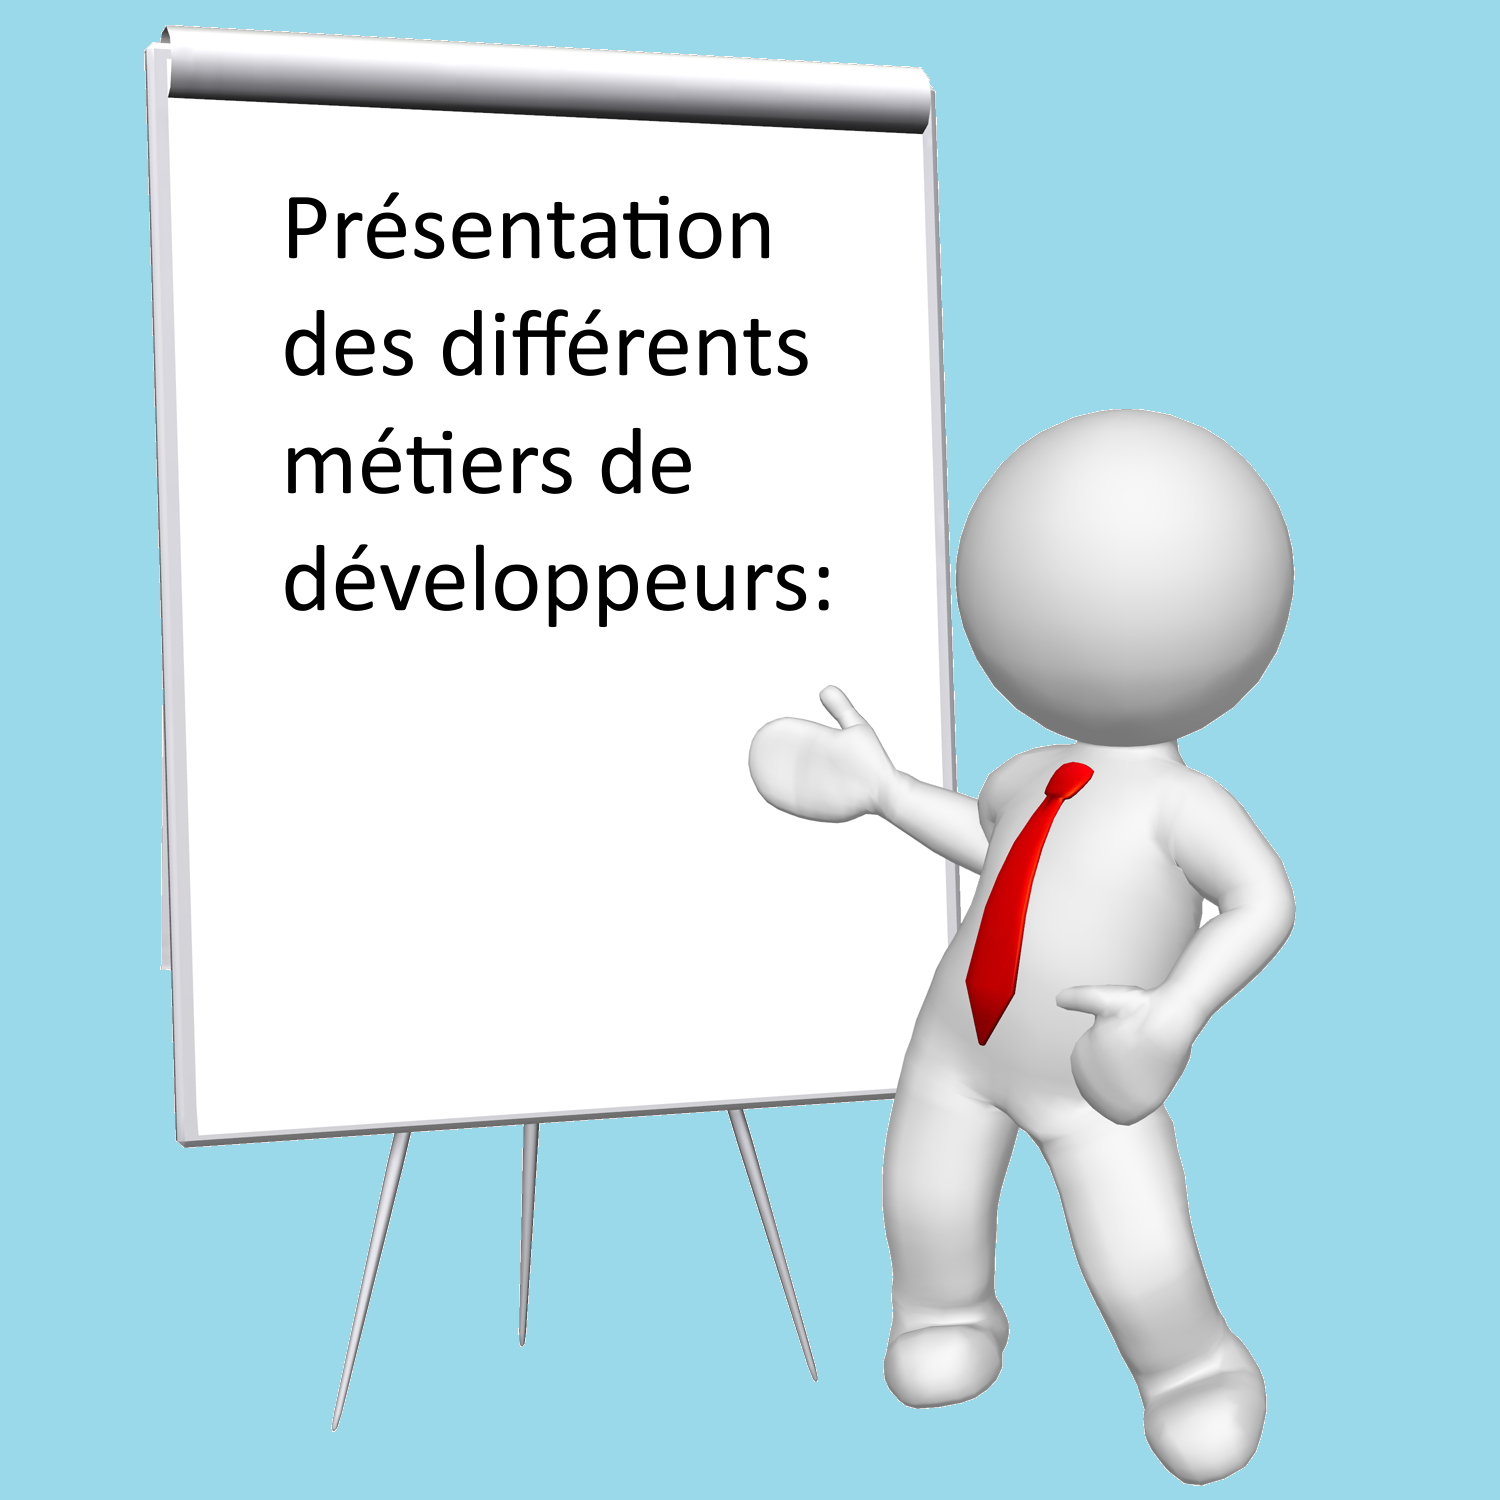 Présentation
des différents
métiers de
développeurs: